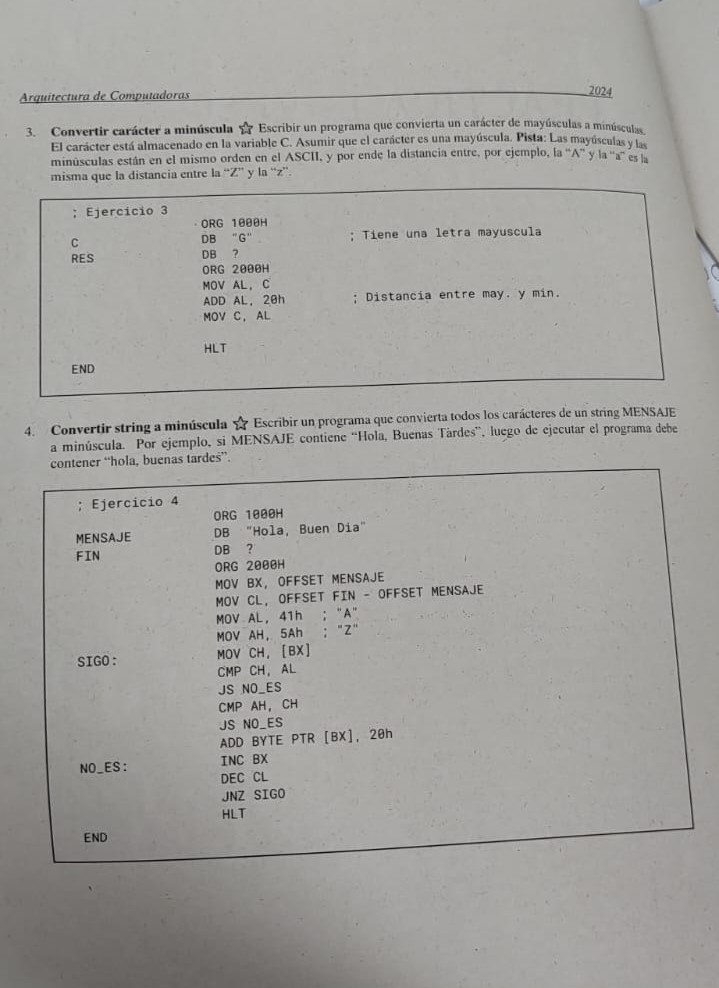 Arquitectura de Computadoras 2024
3. Convertir carácter a minúscula ☆ Escribir un programa que convierta un carácter de mayúsculas a minúsculas.
El carácter está almacenado en la variable C. Asumir que el carácter es una mayúscula. Pista: Las mayúsculas y las
minúsculas están en el mismo orden en el ASCII, y por ende la distancia entre, por ejemplo, la "A" y la "a" es la
misma que la distancia entre la "Z" y la "z".
; Ejercicio 3
ORG 1000H
C DB "G" ; Tiene una letra mayuscula
RES DB ?
ORG 2000H
MOV AL, C
ADD AL, 20h ; Distancia entre may. y min.
MOV C, AL
HLT
END
4. Convertir string a minúscula ☆ Escribir un programa que convierta todos los carácteres de un string MENSAJE
a minúscula. Por ejemplo, si MENSAJE contiene "Hola, Buenas Tardes", luego de ejecutar el programa debe
contener "hola, buenas tardes".
; Ejercicio 4
ORG 1000H
MENSAJE DB "Hola, Buen Dia"
FIN DB ?
ORG 2000H
MOV BX, OFFSET MENSAJE
MOV CL, OFFSET FIN - OFFSET MENSAJE
MOV AL, 41h ; "A"
MOV AH, 5Ah ; "Z"
SIGO: MOV CH, [BX]
CMP CH, AL
JS NO_ES
CMP AH, CH
JS NO_ES
ADD BYTE PTR [BX], 20h
NO_ES: INC BX
DEC CL
JNZ SIGO
HLT
END